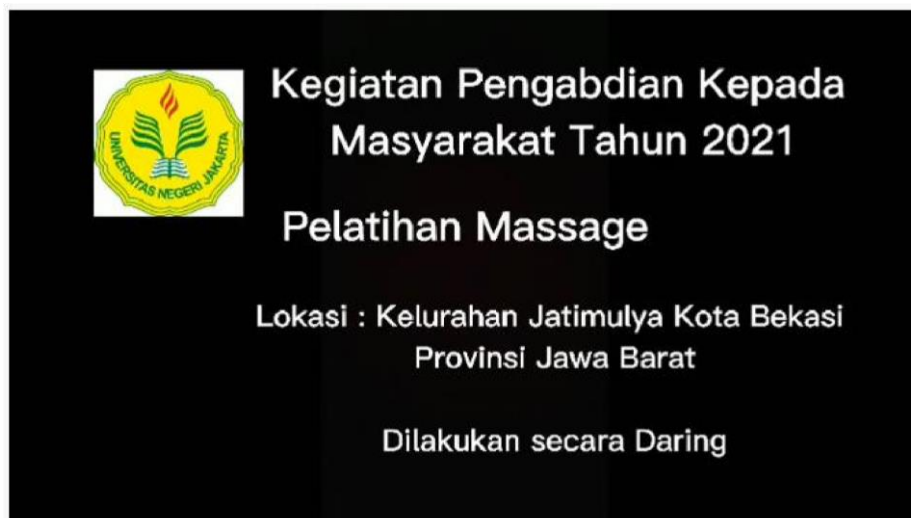 UNIVERSITAS NEGERI JAKARTA
Kegiatan Pengabdian Kepada
Masyarakat Tahun 2021
Pelatihan Massage
Lokasi : Kelurahan Jatimulya Kota Bekasi
Provinsi Jawa Barat
Dilakukan secara Daring